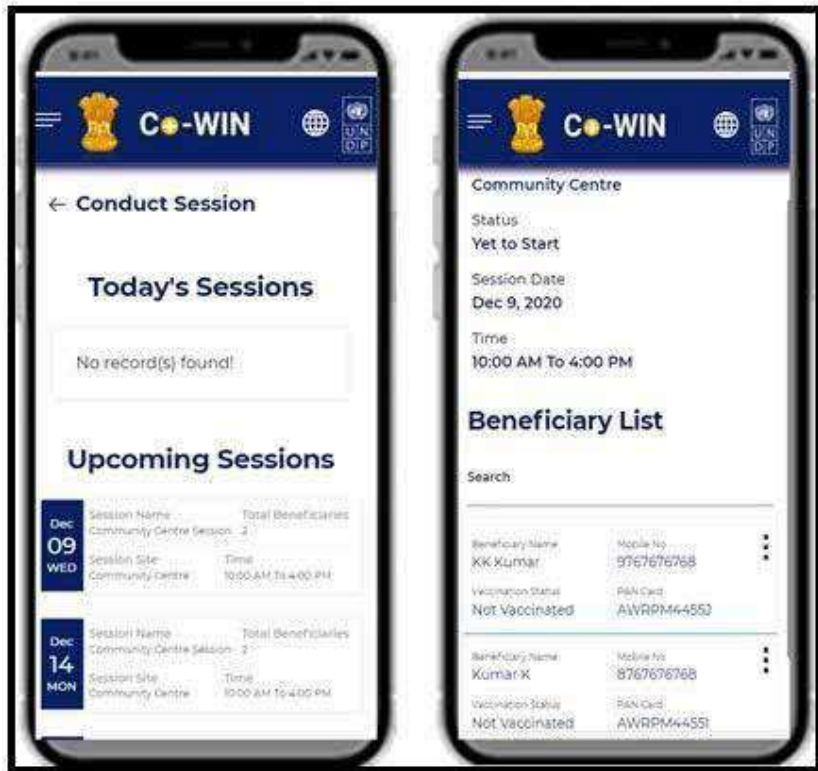 Co-WIN
UN
DP
← Conduct Session
Today's Sessions
No record(s) found!
Upcoming Sessions
Dec
09
WED
Session Name
Total Beneficiaries
Community Centre Session
2
Session Site
Time
Community Centre
10:00 AM To 4:00 PM
Dec
14
MON
Session Name
Total Beneficiaries
Community Centre Session
2
Session Site
Time
Community Centre
10:00 AM To 4:00 PM
Co-WIN
UN
DP
Community Centre
Status
Yet to Start
Session Date
Dec 9, 2020
Time
10:00 AM To 4:00 PM
Beneficiary List
Search
Beneficiary Name
Mobile No
KK Kumar
9767676768
Vaccination Status
PAN Card
Not Vaccinated
AWRPM4455J
Beneficiary Name
Mobile No
Kumar K
8767676768
Vaccination Status
PAN Card
Not Vaccinated